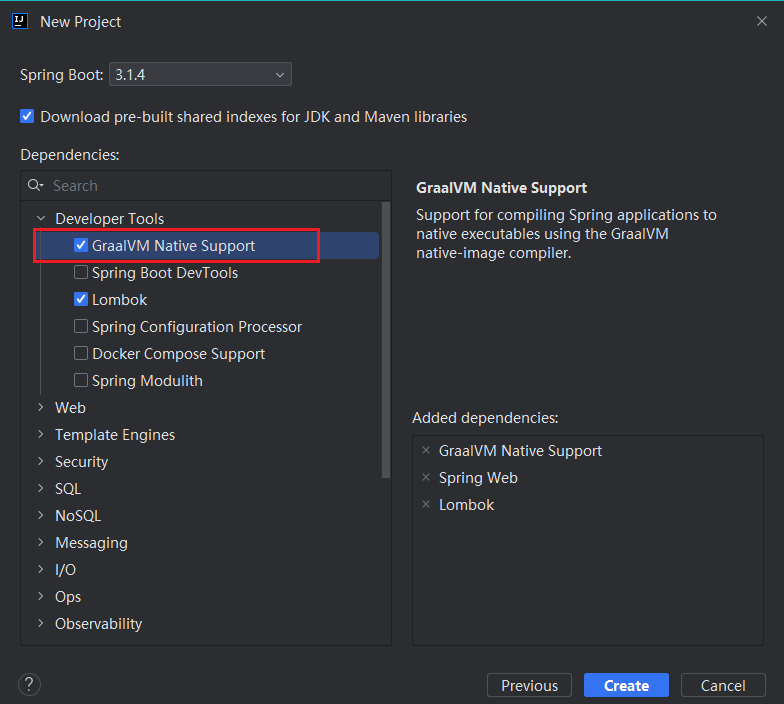 New Project
Spring Boot: 3.1.4
Download pre-built shared indexes for JDK and Maven libraries
Dependencies:
Search
Developer Tools
GraalVM Native Support
Spring Boot DevTools
Lombok
Spring Configuration Processor
Docker Compose Support
Spring Modulith
Web
Template Engines
Security
SQL
NoSQL
Messaging
I/O
Ops
Observability
GraalVM Native Support
Support for compiling Spring applications to
native executables using the GraalVM
native-image compiler.
Added dependencies:
GraalVM Native Support
Spring Web
Lombok
?
Previous
Create
Cancel